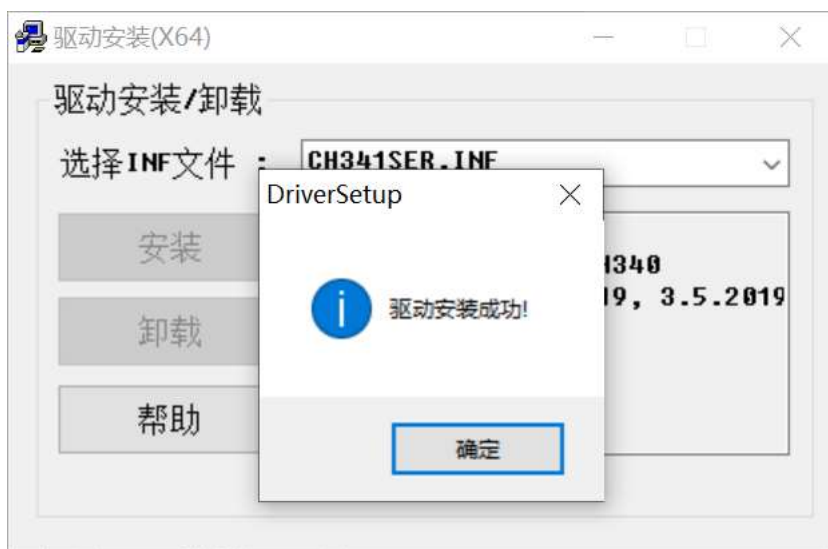 驱动安装(X64)
驱动安装/卸载
选择INF文件 :
CH341SER.INF
DriverSetup
安装
卸载
帮助
驱动安装成功!
确定
1340
19, 3.5.2019